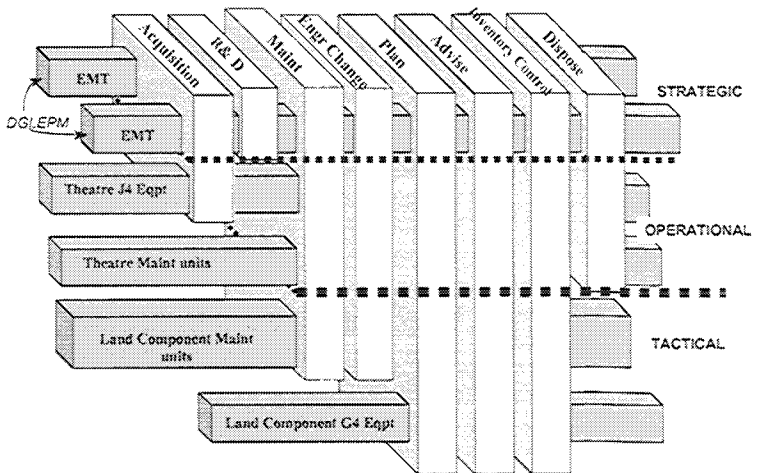 Acquisition
R& D
Maint
Engr Change
Plan
Advise
Inventory Control
Dispose
EMT
STRATEGIC
DGLEPM
EMT
Theatre J4 Eqpt
OPERATIONAL
Theatre Maint units
Land Component Maint
units
TACTICAL
Land Component G4 Eqpt